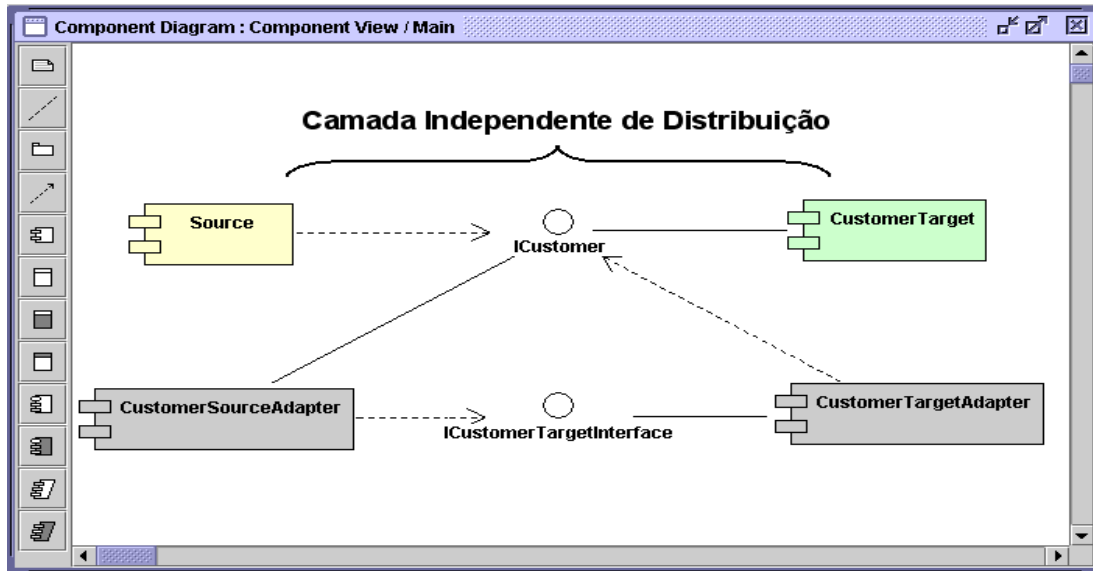 Component Diagram : Component View / Main
Camada Independente de Distribuição
Source
ICustomer
CustomerTarget
CustomerSourceAdapter
ICustomerTargetInterface
CustomerTargetAdapter